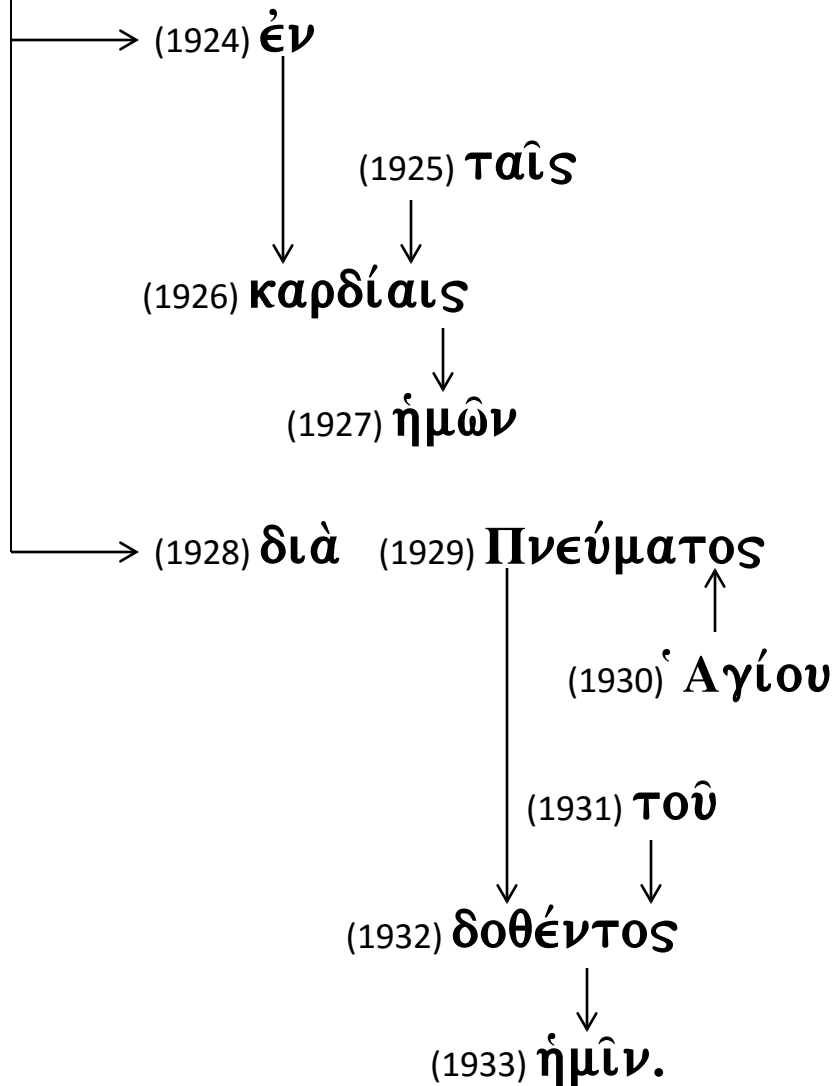 (1924) ἐν
(1925) ταῖς
(1926) καρδίαις
(1927) ἡμῶν
(1928) διὰ (1929) Πνεύματος
(1930) Ἁγίου
(1931) τοῦ
(1932) δοθέντος
(1933) ἡμῖν.